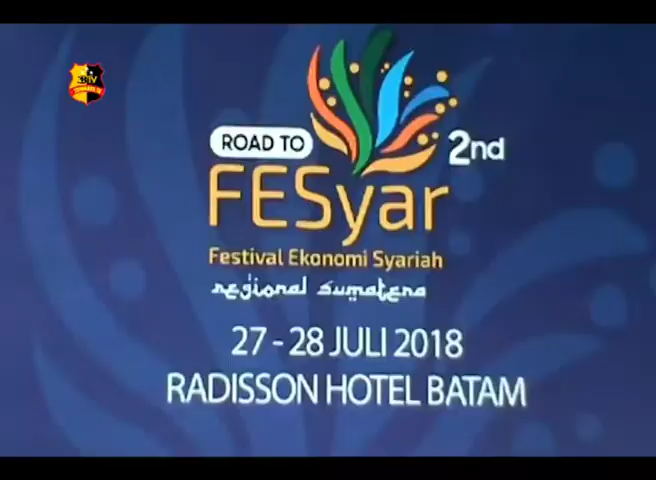 ROAD TO
2nd
FESyar
Festival Ekonomi Syariah
regional sumatera
27 - 28 JULI 2018
RADISSON HOTEL BATAM